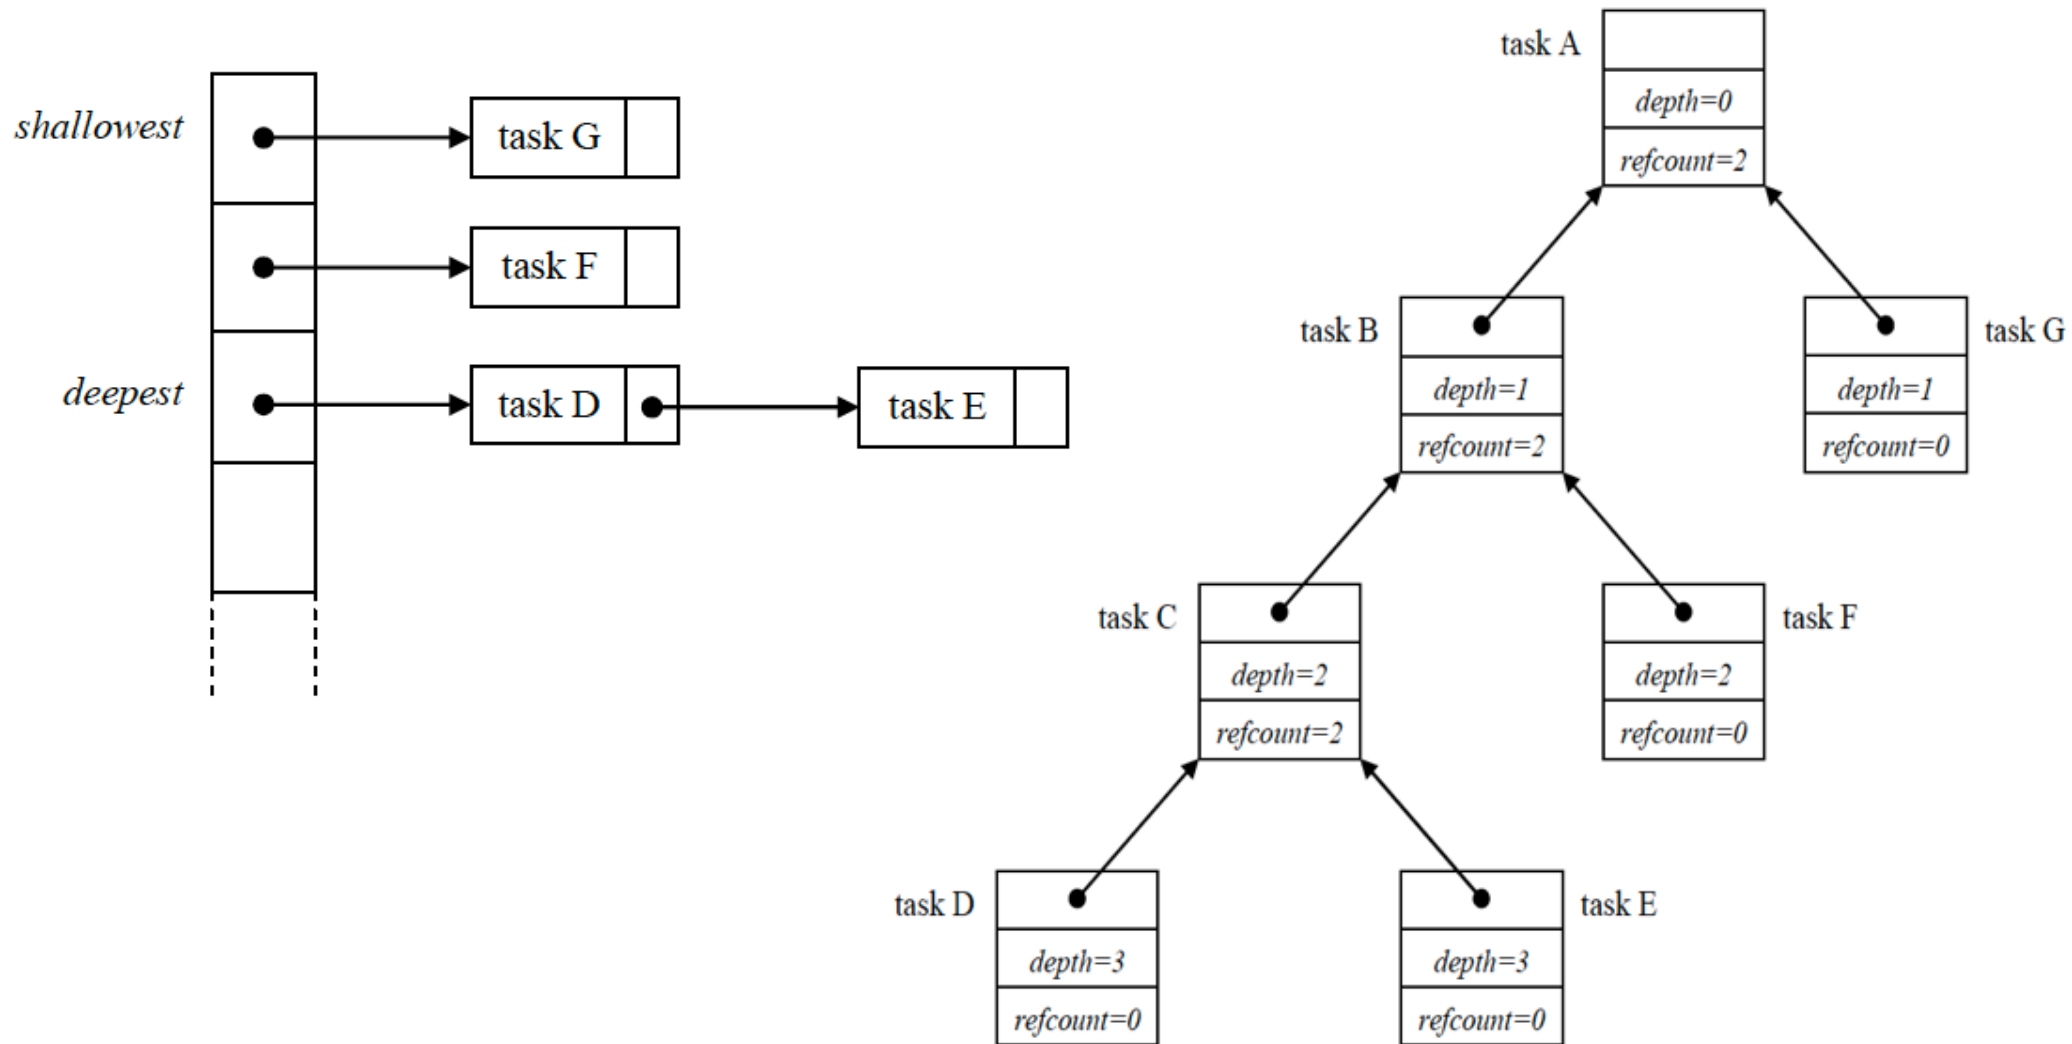 shallowest
task G
task F
deepest
task D
task E
task A
depth=0
refcount=2
task B
depth=1
refcount=2
task G
depth=1
refcount=0
task C
depth=2
refcount=2
task F
depth=2
refcount=0
task D
depth=3
refcount=0
task E
depth=3
refcount=0